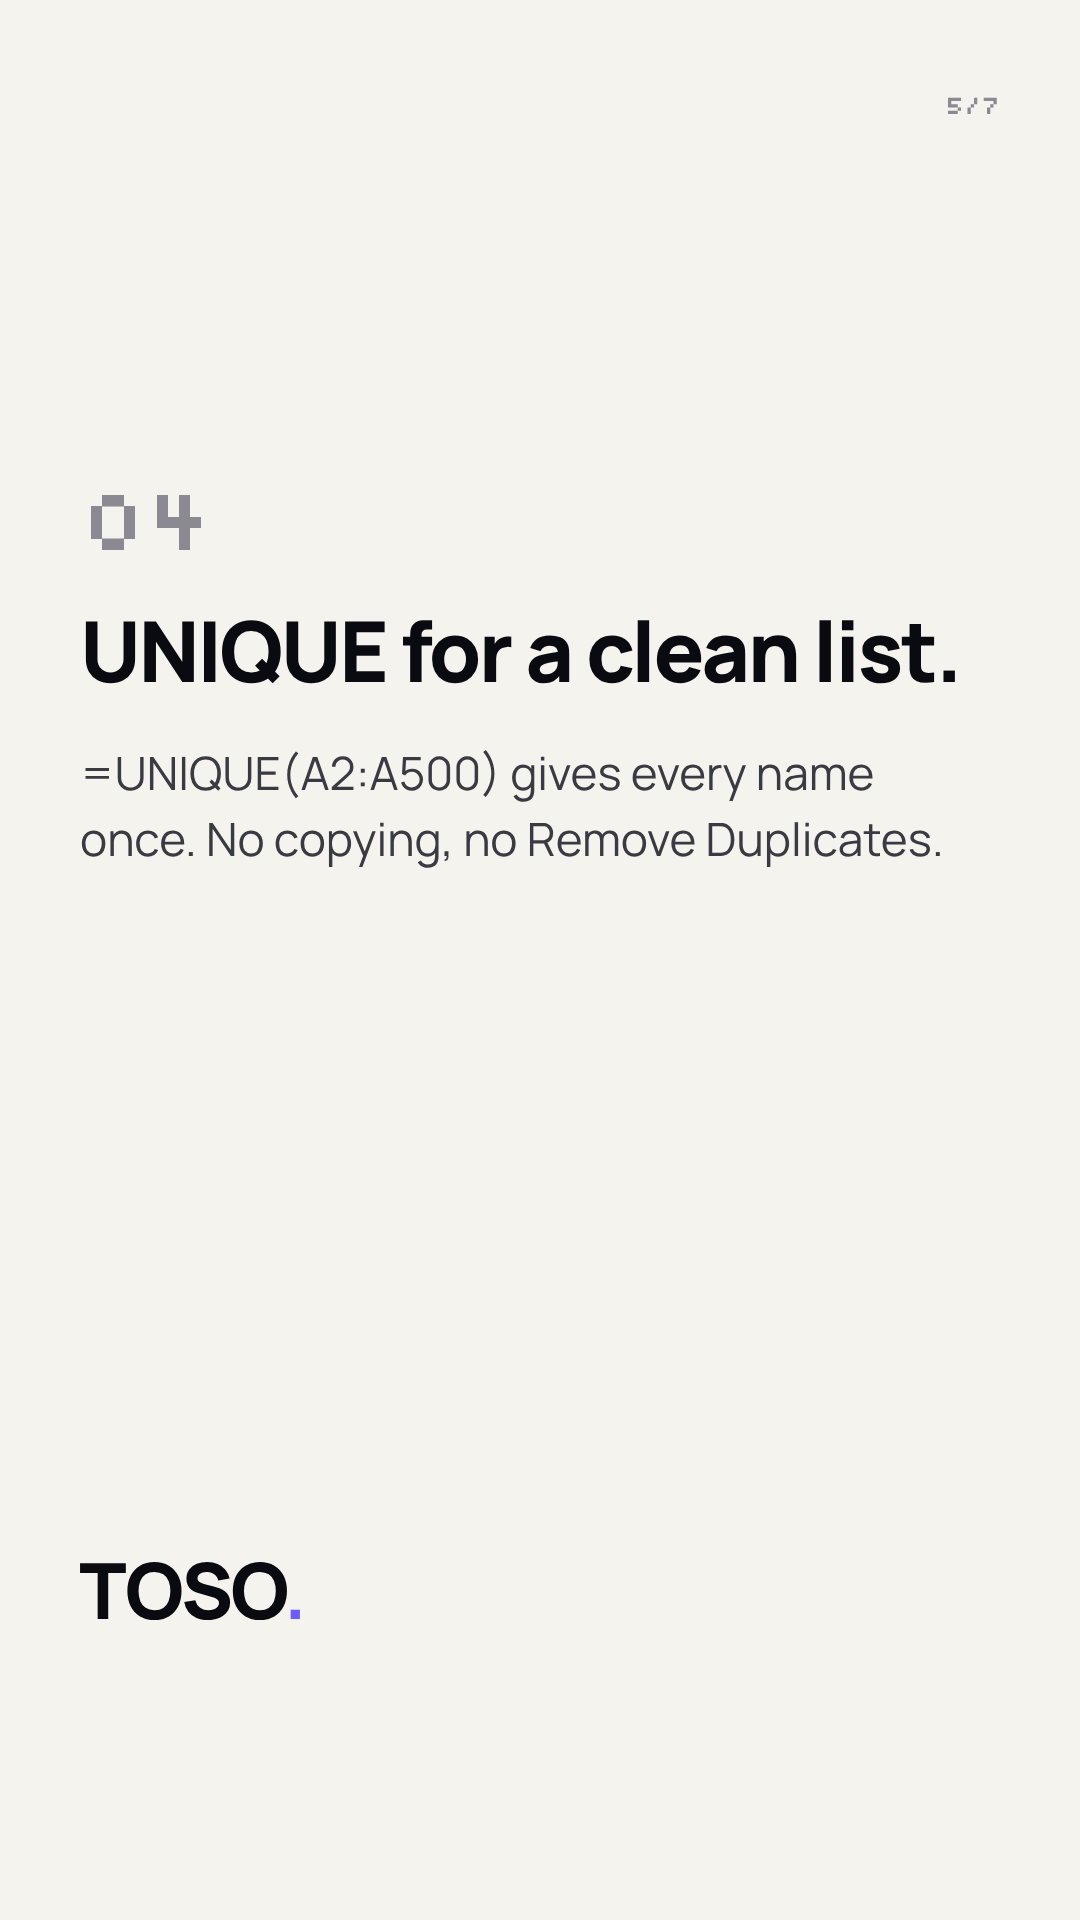 5/7
04
UNIQUE for a clean list.
=UNIQUE(A2:A500) gives every name
once. No copying, no Remove Duplicates.
TOSO.